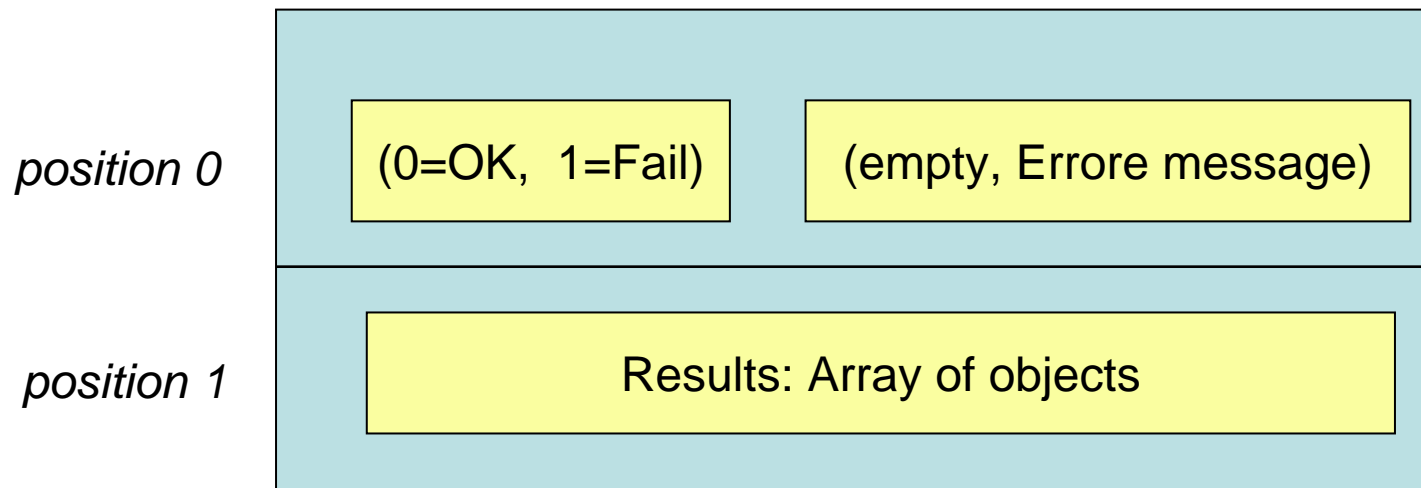 position 0
(0=OK, 1=Fail)
(empty, Errore message)
position 1
Results: Array of objects